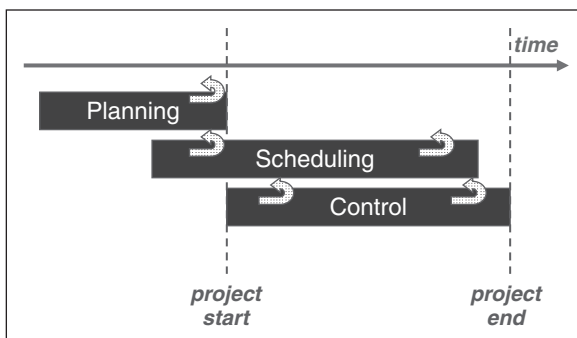 time
Planning
Scheduling
Control
project
start
project
end